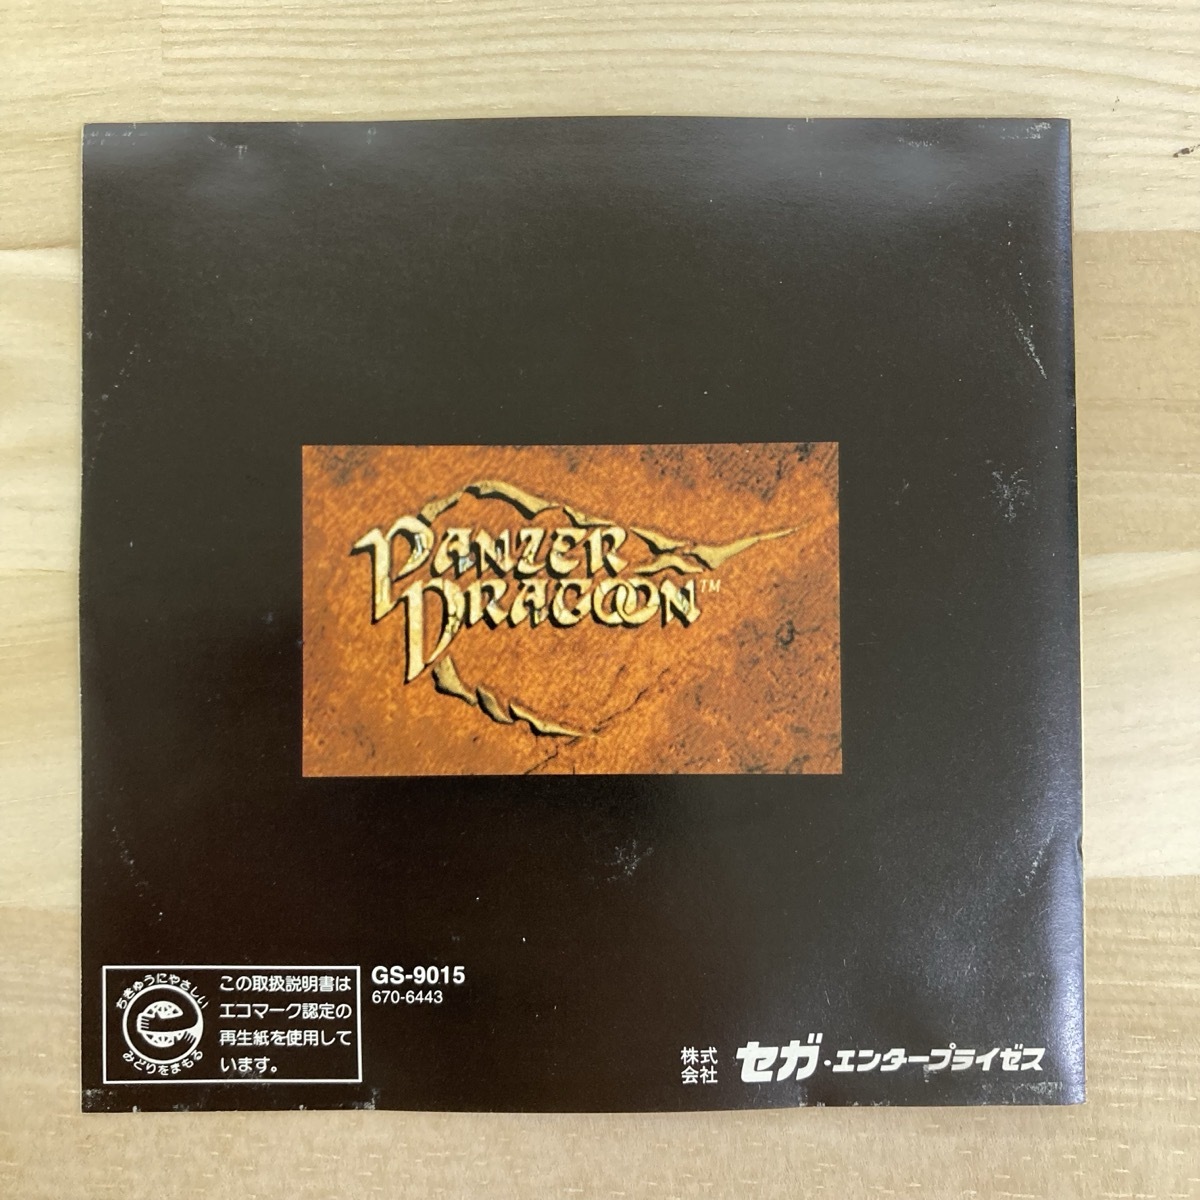 PANZER
DRAGOON™
ちきゅうにやさしい
みどりをまもる
この取扱説明書は
エコマーク認定の
再生紙を使用して
います。
GS-9015
670-6443
株式
会社
セガ・エンタープライゼス